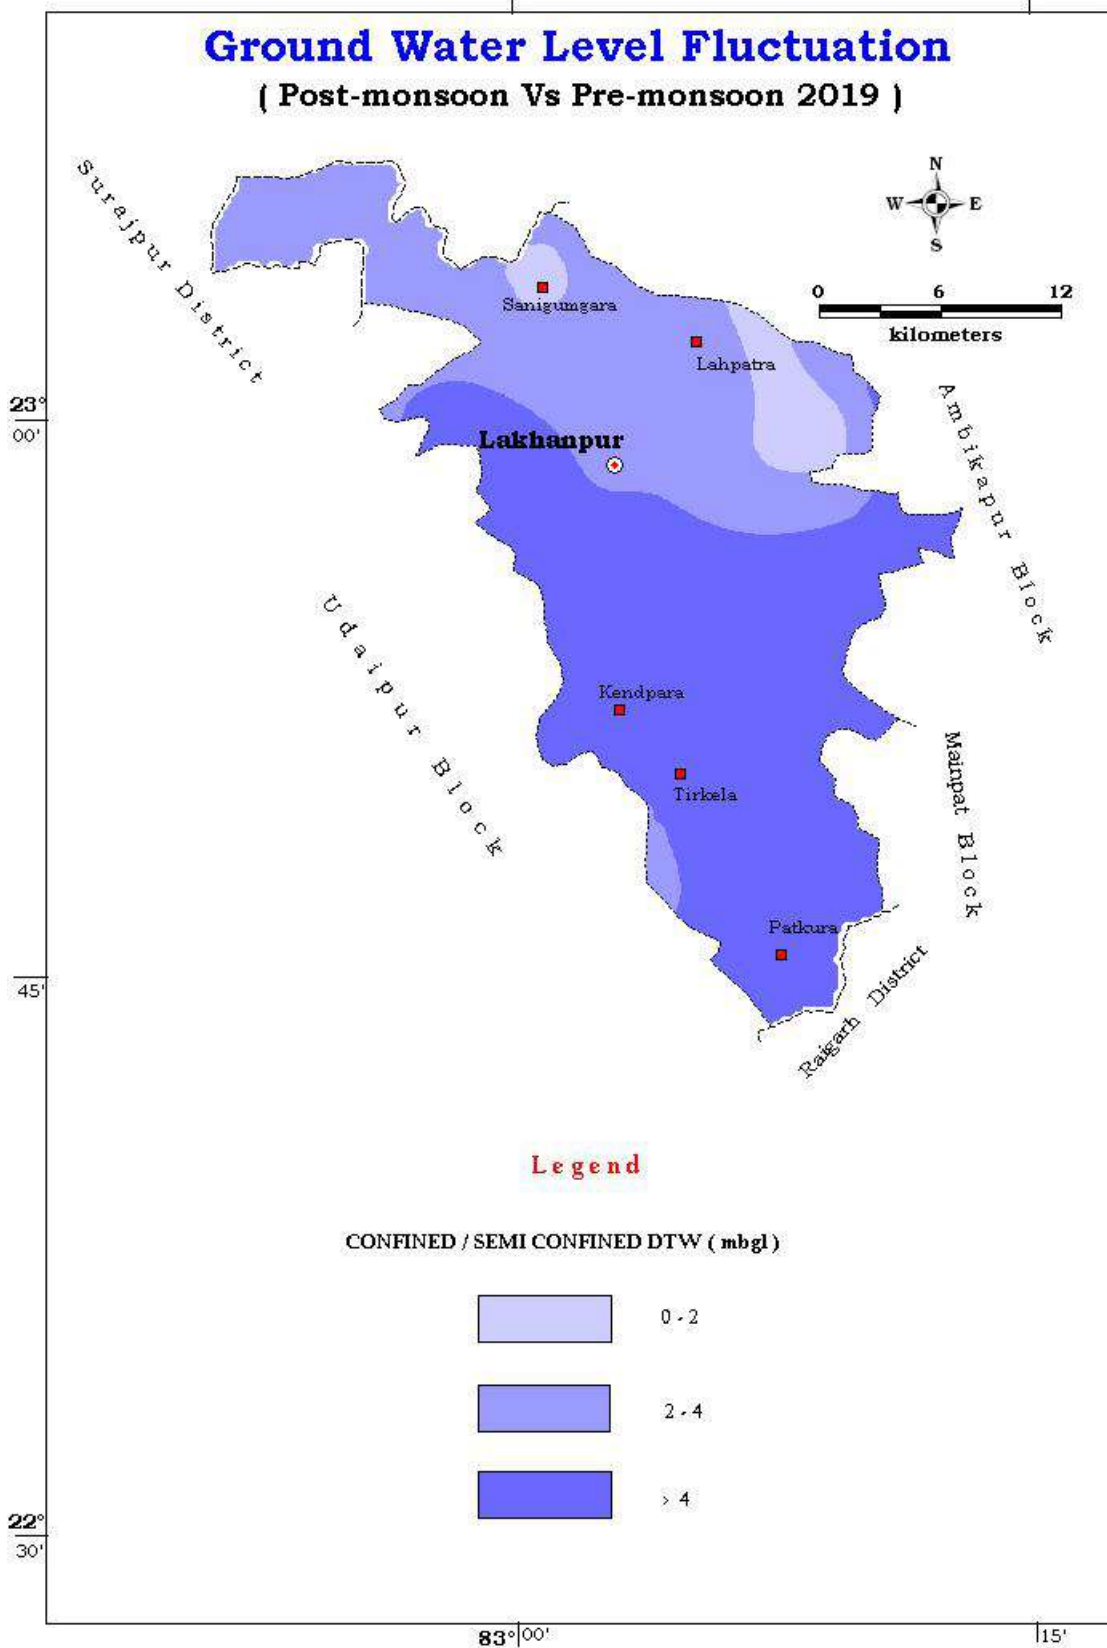 Ground Water Level Fluctuation
( Post-monsoon Vs Pre-monsoon 2019 )
Surajpur District
N
W E
S
0 6 12
kilometers
Sanigumgara
Lahpatra
23°
00'
Lakhanpur
Ambikapur Block
Udaipur Block
Kendpara
Tirkela
Mainpat Block
Patkura
45'
Raigarh District
Legend
CONFINED / SEMI CONFINED DTW ( mbgl )
0 - 2
2 - 4
> 4
22°
30'
83° 00' 15'